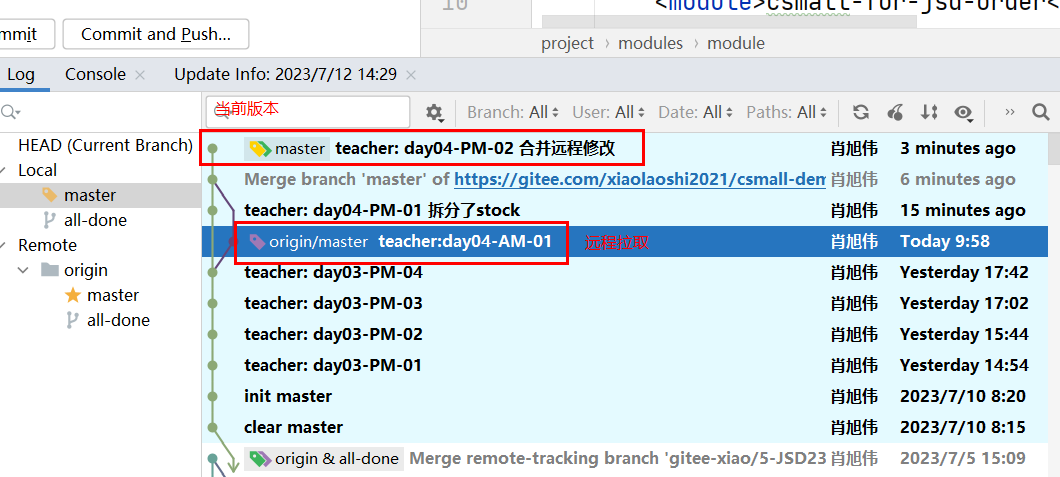 mmit
Commit and Push...
10
<module>csmall-for-jsd-order<
project › modules › module
Log
Console
Update Info: 2023/7/12 14:29
当前版本
Branch: All
User: All
Date: All
Paths: All
HEAD (Current Branch)
Local
master
all-done
Remote
origin
master
all-done
master teacher: day04-PM-02 合并远程修改 肖旭伟 3 minutes ago
Merge branch 'master' of https://gitee.com/xiaolaoshi2021/csmall-dem 肖旭伟 6 minutes ago
teacher: day04-PM-01 拆分了stock 肖旭伟 15 minutes ago
origin/master teacher:day04-AM-01 远程拉取 肖旭伟 Today 9:58
teacher: day03-PM-04 肖旭伟 Yesterday 17:42
teacher: day03-PM-03 肖旭伟 Yesterday 17:02
teacher: day03-PM-02 肖旭伟 Yesterday 15:44
teacher: day03-PM-01 肖旭伟 Yesterday 14:54
init master 肖旭伟 2023/7/10 8:20
clear master 肖旭伟 2023/7/10 8:15
origin & all-done Merge remote-tracking branch 'gitee-xiao/5-JSD23 肖旭伟 2023/7/5 15:09